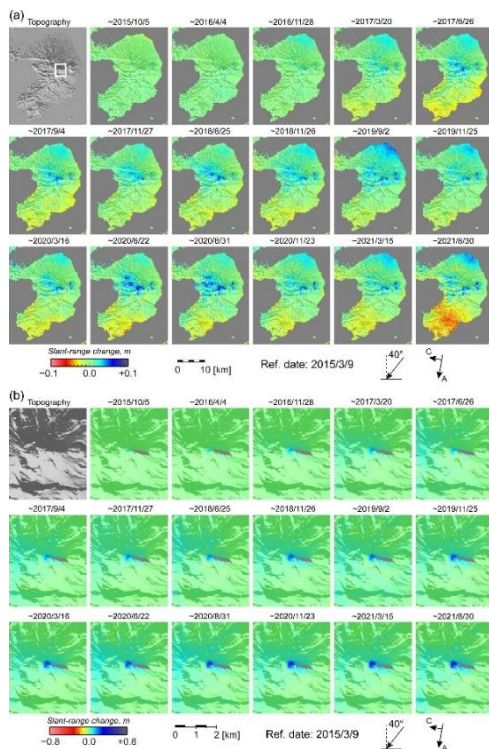 (a)
Topography ~2015/10/5 ~2016/4/4 ~2016/11/28 ~2017/3/20 ~2017/6/26
~2017/9/4 ~2017/11/27 ~2018/6/25 ~2018/11/26 ~2019/9/2 ~2019/11/25
~2020/3/16 ~2020/6/22 ~2020/8/31 ~2020/11/23 ~2021/3/15 ~2021/8/30
Slant-range change, m
−0.1 0.0 +0.1
0 10 [km]
Ref. date: 2015/3/9
40°
C
A
(b)
Topography ~2015/10/5 ~2016/4/4 ~2016/11/28 ~2017/3/20 ~2017/6/26
~2017/9/4 ~2017/11/27 ~2018/6/25 ~2018/11/26 ~2019/9/2 ~2019/11/25
~2020/3/16 ~2020/6/22 ~2020/8/31 ~2020/11/23 ~2021/3/15 ~2021/8/30
Slant-range change, m
−0.8 0.0 +0.8
0 1 2 [km]
Ref. date: 2015/3/9
40°
C
A